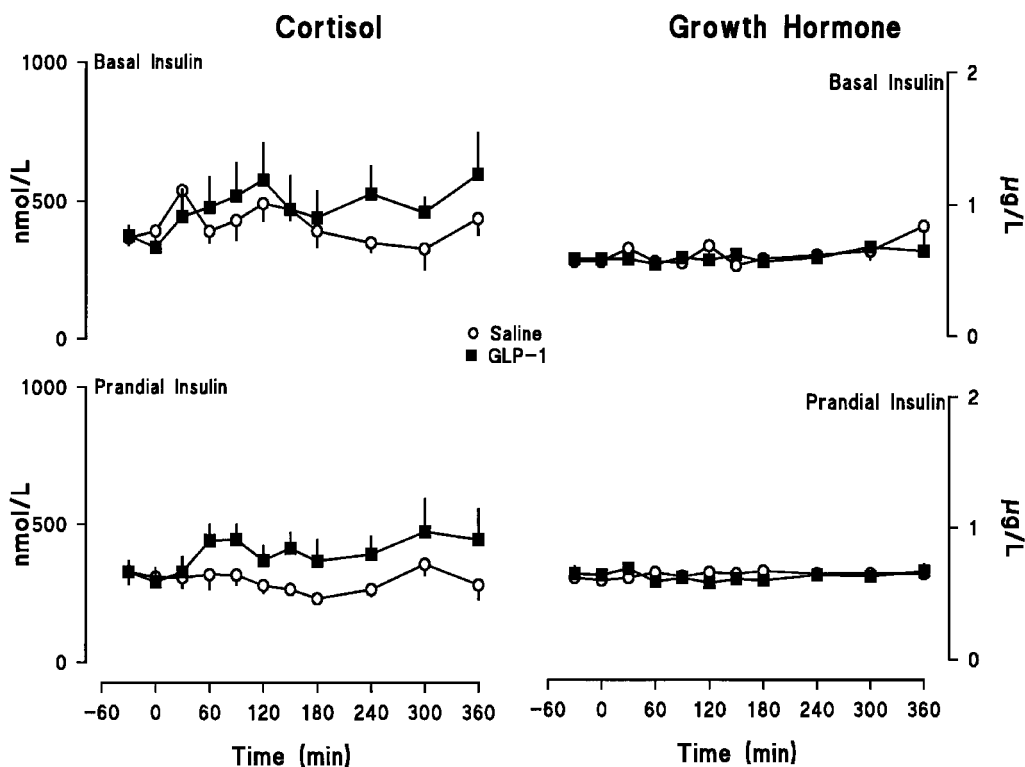 Cortisol
Growth Hormone
Basal Insulin
Basal Insulin
1000
500
0
nmol/L
2
1
0
µg/L
Saline
GLP-1
Prandial Insulin
Prandial Insulin
1000
500
0
nmol/L
2
1
0
µg/L
-60 0 60 120 180 240 300 360
-60 0 60 120 180 240 300 360
Time (min)
Time (min)